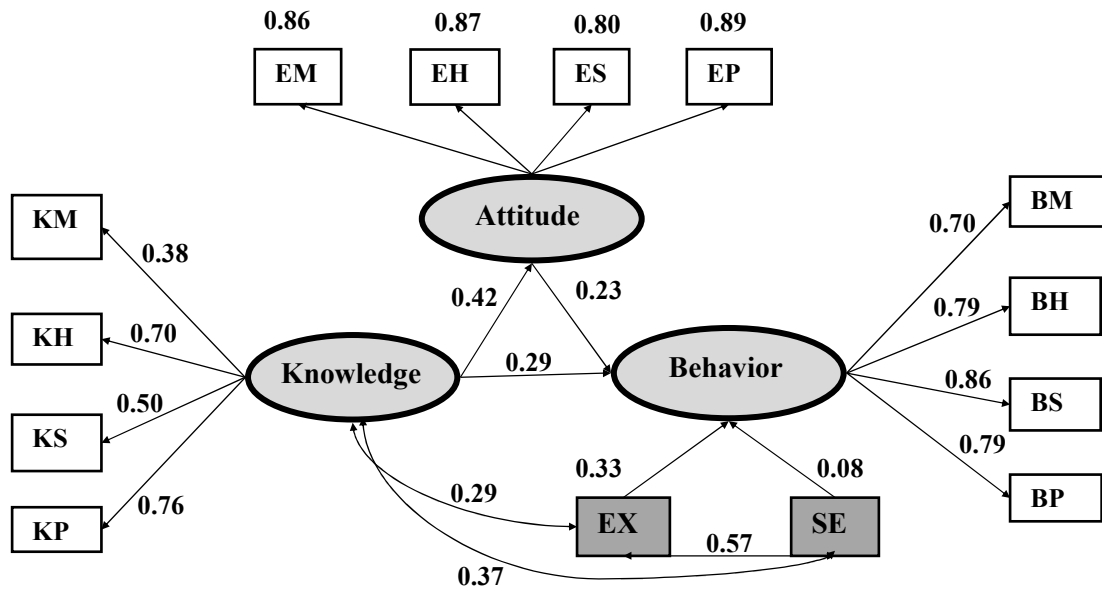 0.86
0.87
0.80
0.89
EM
EH
ES
EP
Attitude
KM
0.38
KH
0.70
KS
0.50
KP
0.76
0.42
0.23
Knowledge
0.29
Behavior
0.70
BM
0.79
BH
0.86
BS
0.79
BP
0.33
0.08
0.29
EX
SE
0.57
0.37